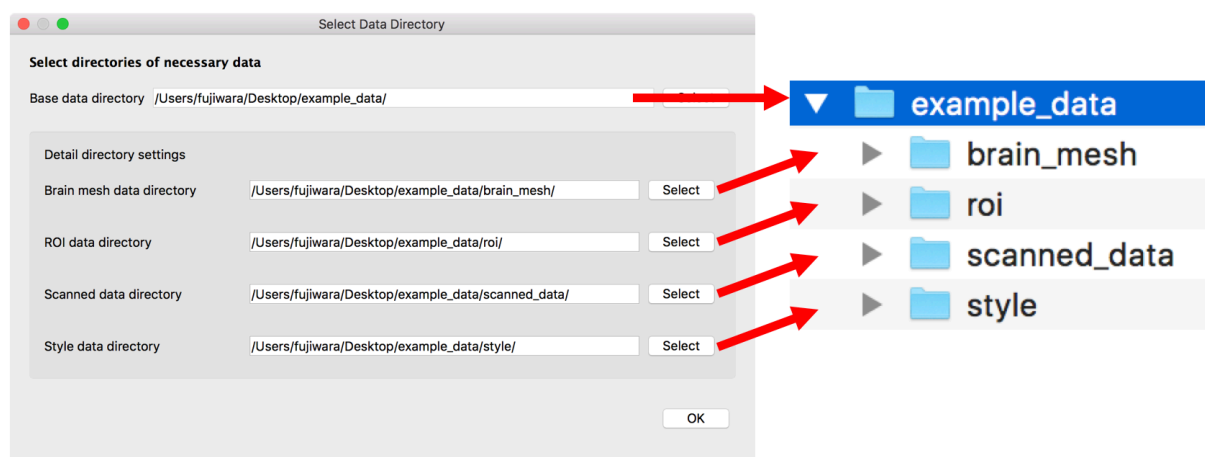 Select Data Directory
Select directories of necessary data
Base data directory /Users/fujiwara/Desktop/example_data/
Detail directory settings
Brain mesh data directory /Users/fujiwara/Desktop/example_data/brain_mesh/ Select
ROI data directory /Users/fujiwara/Desktop/example_data/roi/ Select
Scanned data directory /Users/fujiwara/Desktop/example_data/scanned_data/ Select
Style data directory /Users/fujiwara/Desktop/example_data/style/ Select
OK
example_data
brain_mesh
roi
scanned_data
style